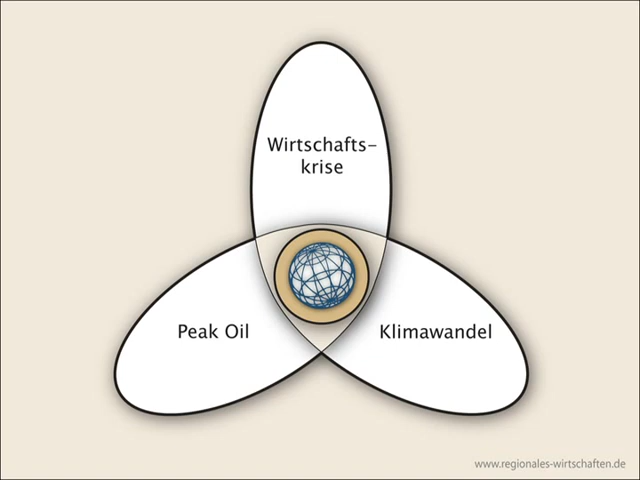 Wirtschafts-
krise
Peak Oil
Klimawandel
www.regionales-wirtschaften.de